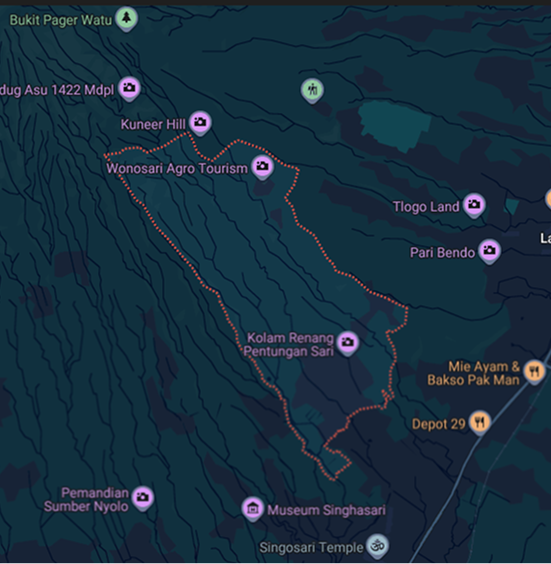 Bukit Pager Watu
dug Asu 1422 Mdpl
Kuneer Hill
Wonosari Agro Tourism
Tlogo Land
La
Pari Bendo
Kolam Renang
Pentungan Sari
Mie Ayam &
Bakso Pak Man
Depot 29
Pemandian
Sumber Nyolo
Museum Singhasari
Singosari Temple